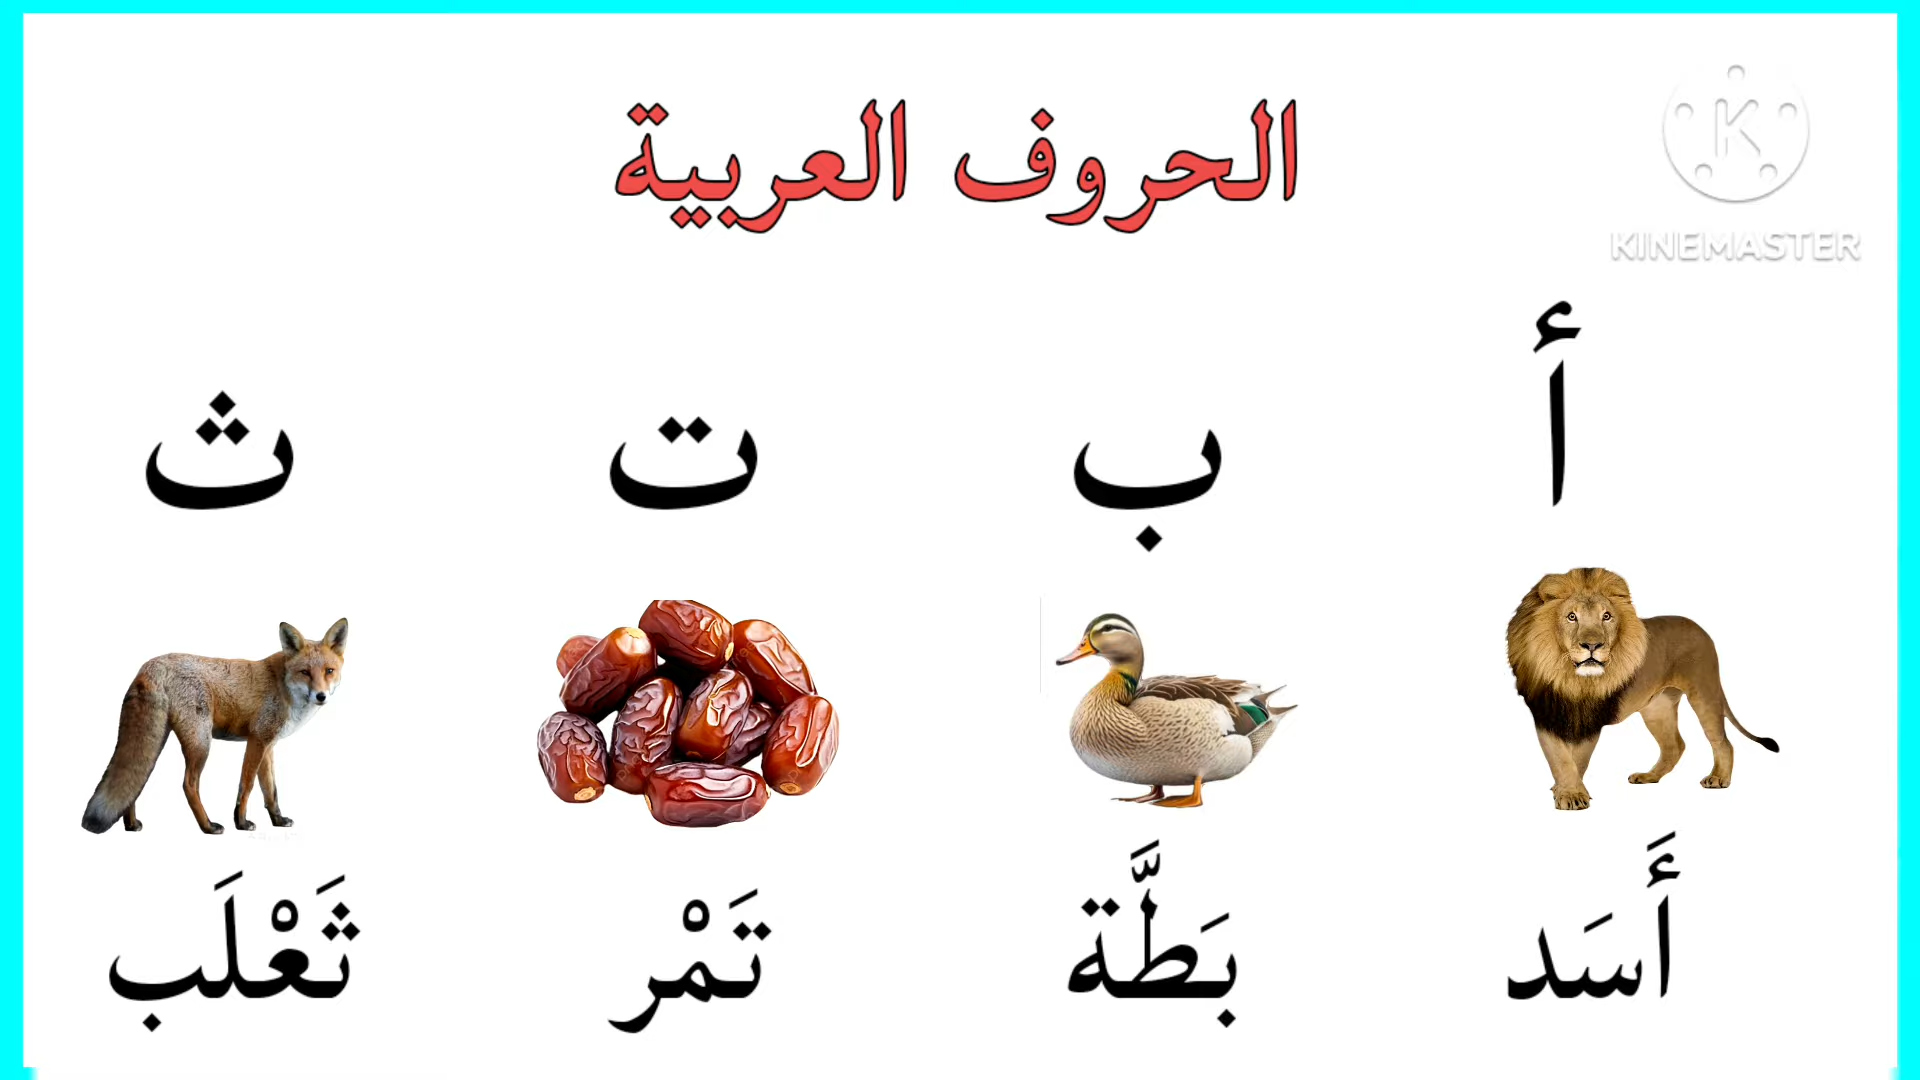 الحروف العربية
KINEMASTER
أ ب ت ث
أَسَد بَطَّة تَمْر ثَعْلَب